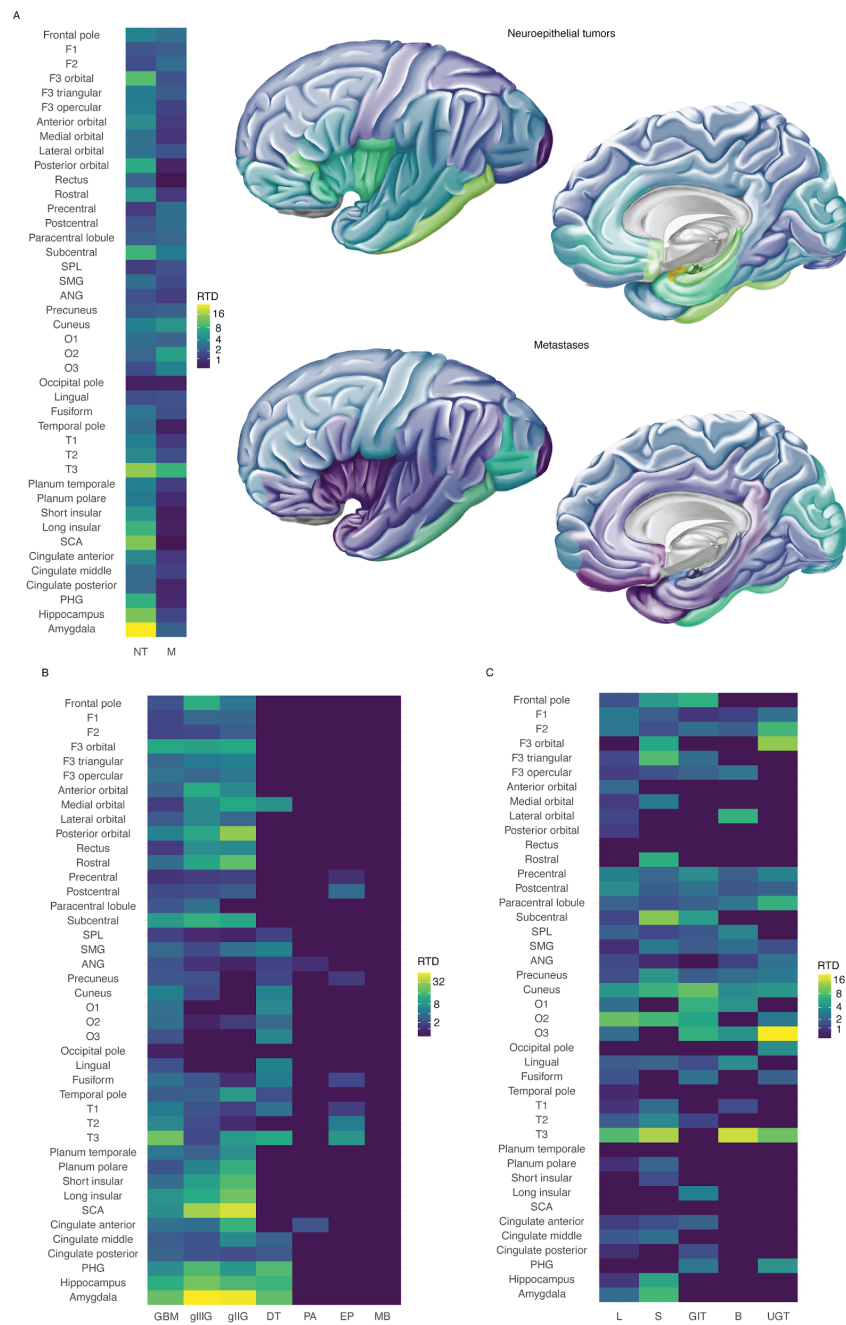 A
Neuroepithelial tumors
Frontal pole
F1
F2
F3 orbital
F3 triangular
F3 opercular
Anterior orbital
Medial orbital
Lateral orbital
Posterior orbital
Rectus
Rostral
Precentral
Postcentral
Paracentral lobule
Subcentral
SPL
SMG
ANG
Precuneus
Cuneus
O1
O2
O3
Occipital pole
Lingual
Fusiform
Temporal pole
T1
T2
T3
Planum temporale
Planum polare
Short insular
Long insular
SCA
Cingulate anterior
Cingulate middle
Cingulate posterior
PHG
Hippocampus
Amygdala
NT M
RTD
16
8
4
2
1
Metastases
B
Frontal pole
F1
F2
F3 orbital
F3 triangular
F3 opercular
Anterior orbital
Medial orbital
Lateral orbital
Posterior orbital
Rectus
Rostral
Precentral
Postcentral
Paracentral lobule
Subcentral
SPL
SMG
ANG
Precuneus
Cuneus
O1
O2
O3
Occipital pole
Lingual
Fusiform
Temporal pole
T1
T2
T3
Planum temporale
Planum polare
Short insular
Long insular
SCA
Cingulate anterior
Cingulate middle
Cingulate posterior
PHG
Hippocampus
Amygdala
GBM gIIIG gIIG DT PA EP MB
RTD
32
8
2
C
Frontal pole
F1
F2
F3 orbital
F3 triangular
F3 opercular
Anterior orbital
Medial orbital
Lateral orbital
Posterior orbital
Rectus
Rostral
Precentral
Postcentral
Paracentral lobule
Subcentral
SPL
SMG
ANG
Precuneus
Cuneus
O1
O2
O3
Occipital pole
Lingual
Fusiform
Temporal pole
T1
T2
T3
Planum temporale
Planum polare
Short insular
Long insular
SCA
Cingulate anterior
Cingulate middle
Cingulate posterior
PHG
Hippocampus
Amygdala
L S GIT B UGT
RTD
16
8
4
2
1